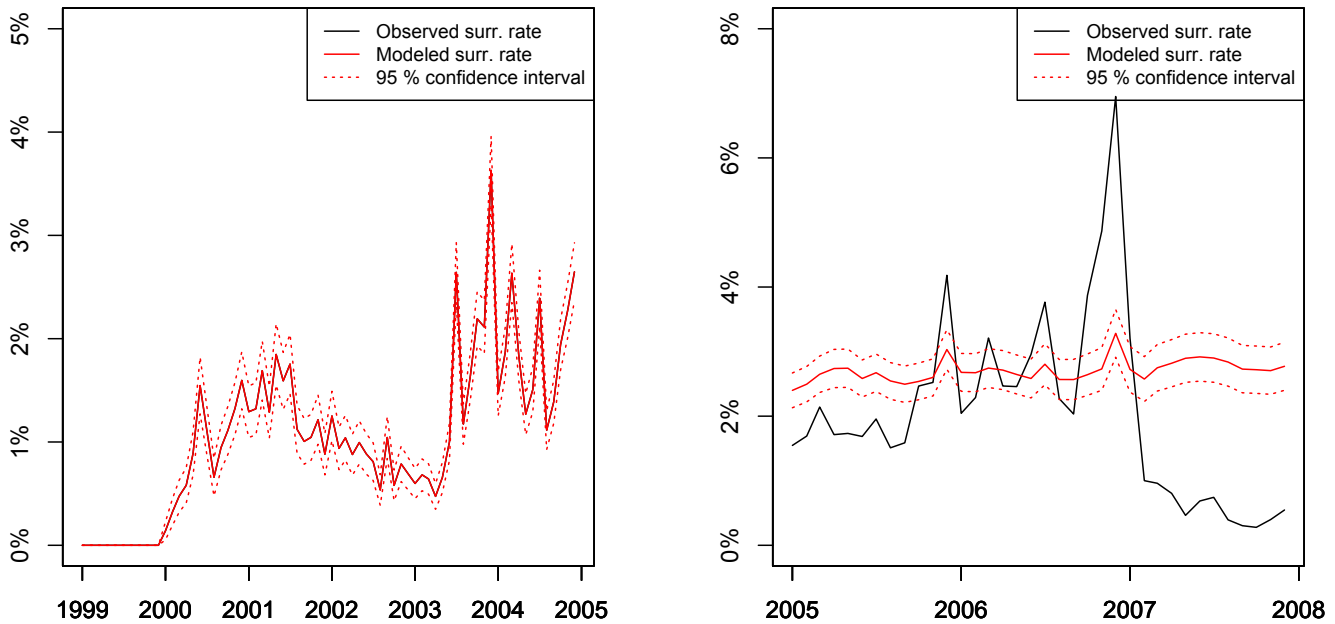 Observed surr. rate
Modeled surr. rate
95 % confidence interval
5%
4%
3%
2%
1%
0%
1999 2000 2001 2002 2003 2004 2005
Observed surr. rate
Modeled surr. rate
95 % confidence interval
8%
6%
4%
2%
0%
2005 2006 2007 2008